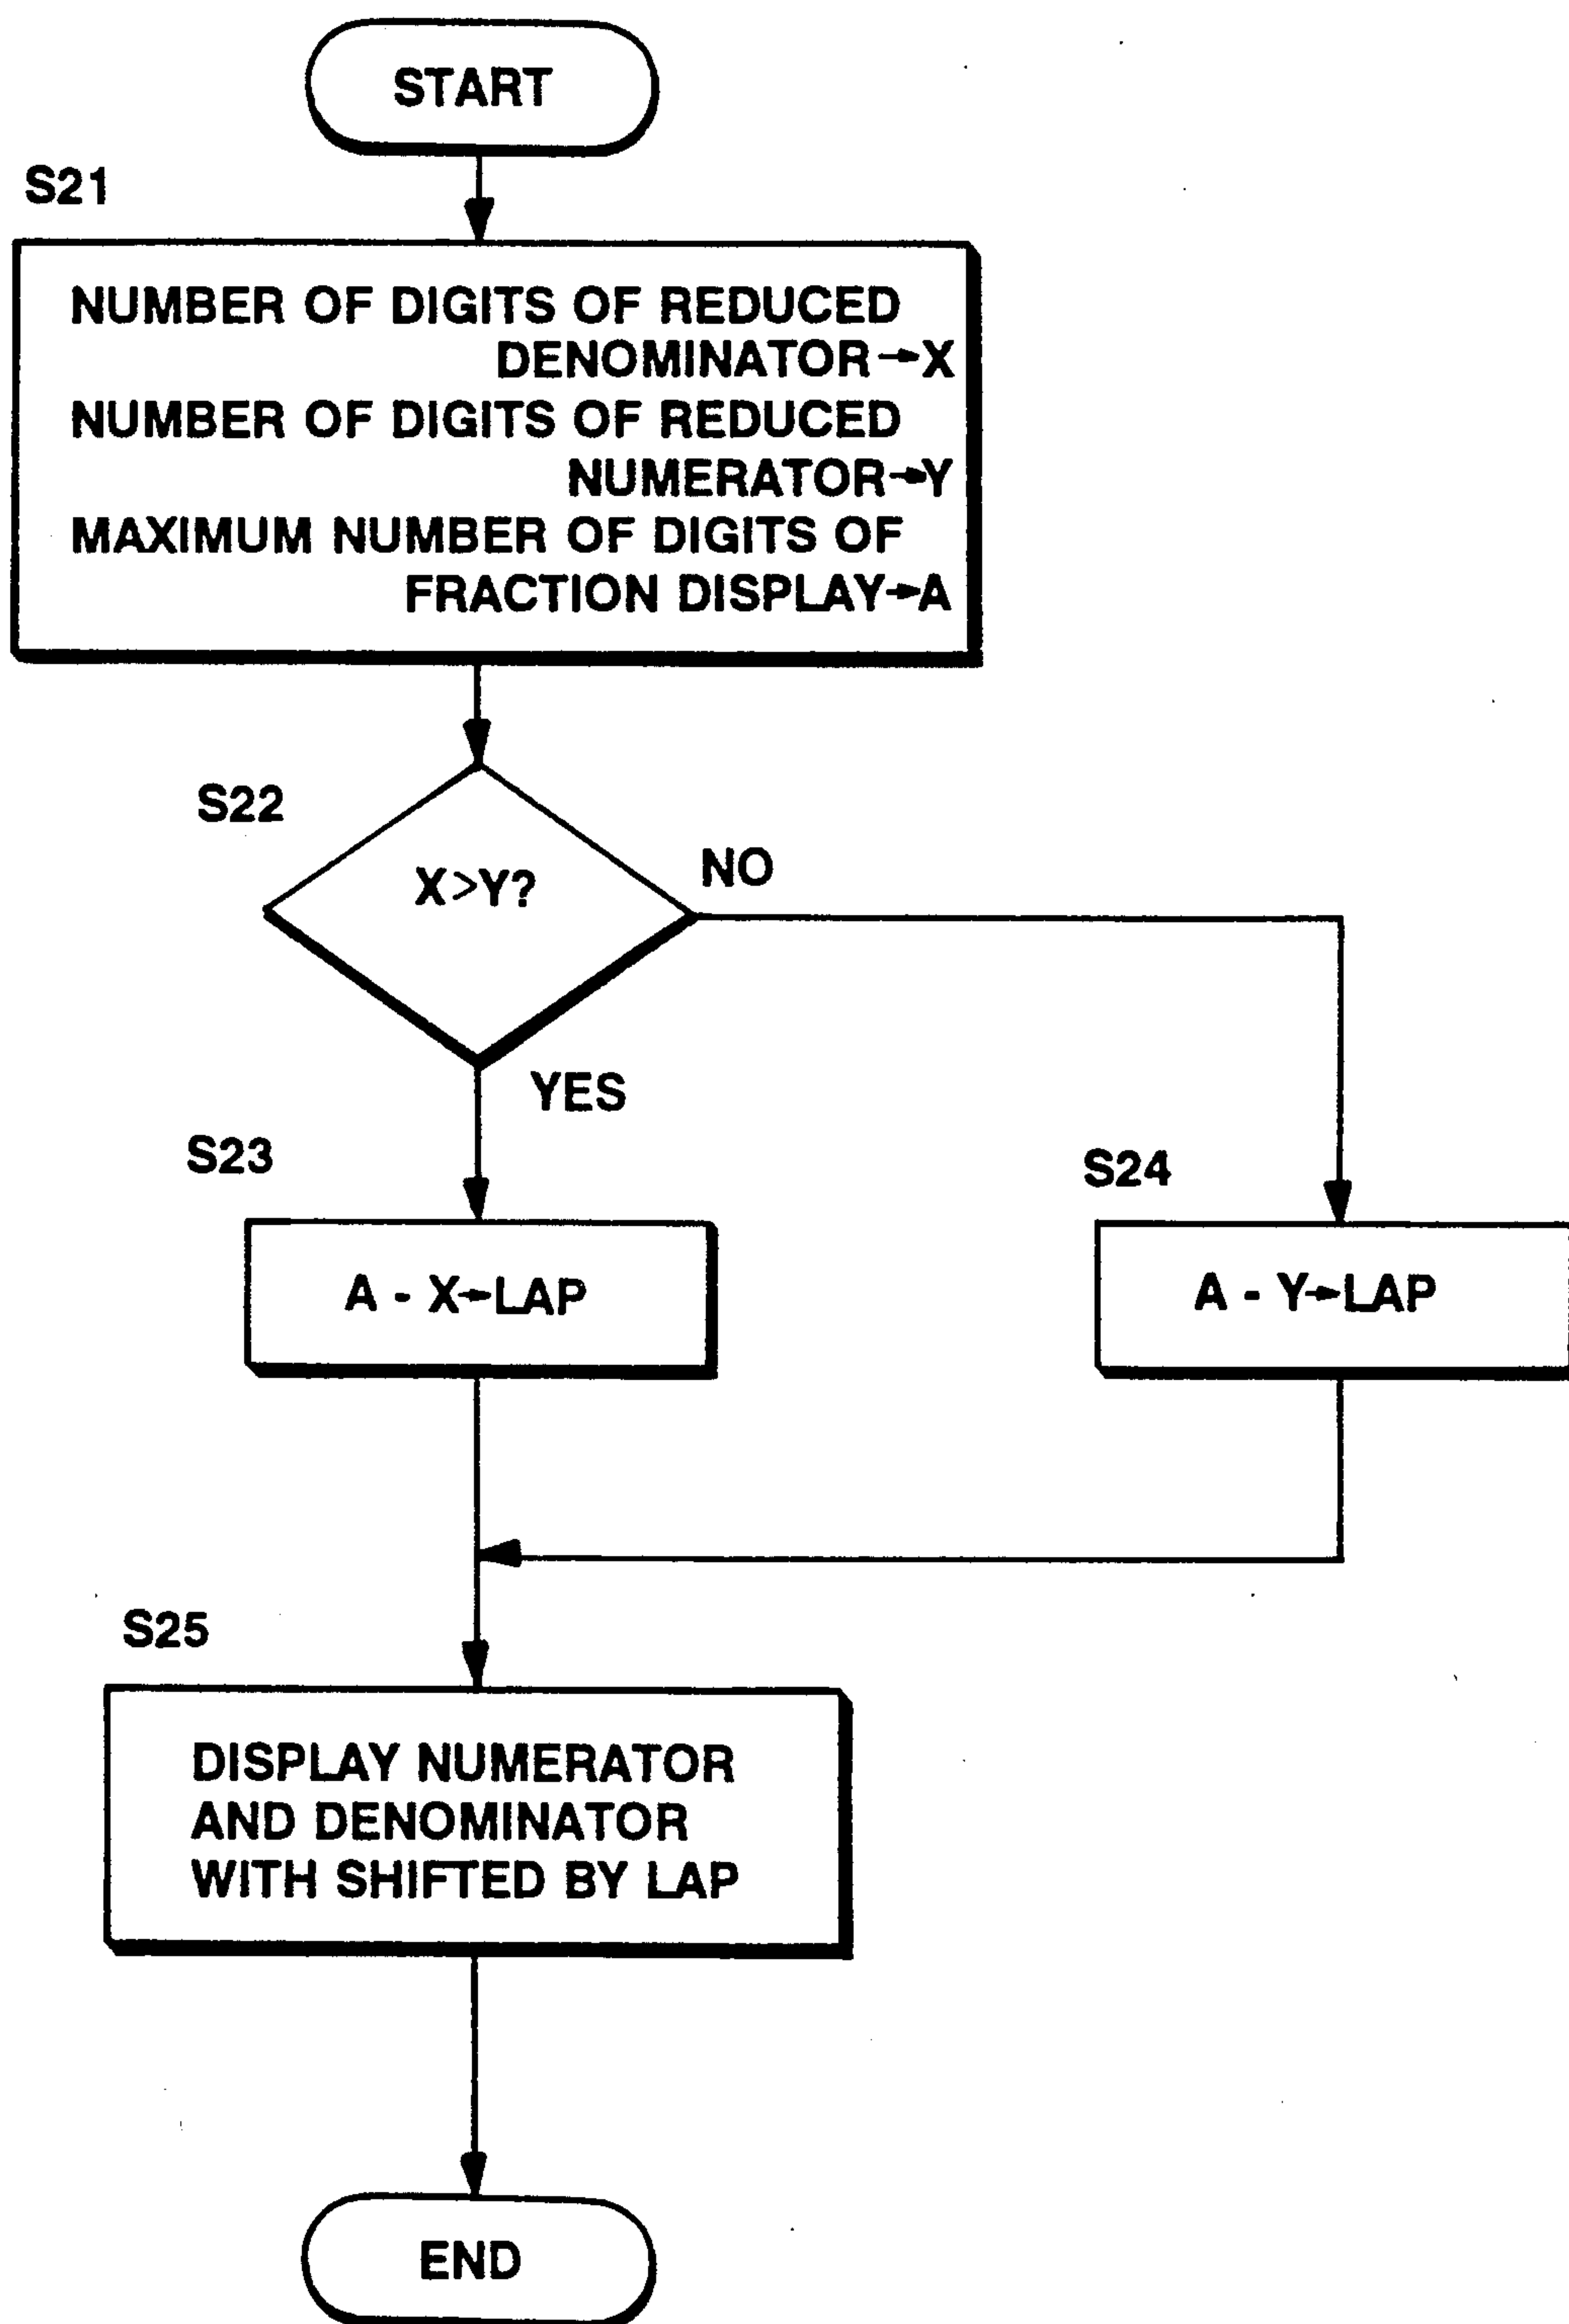 START
S21
NUMBER OF DIGITS OF REDUCED
DENOMINATOR→X
NUMBER OF DIGITS OF REDUCED
NUMERATOR→Y
MAXIMUM NUMBER OF DIGITS OF
FRACTION DISPLAY→A
S22
X>Y?
NO
YES
S23
A - X→LAP
S24
A - Y→LAP
S25
DISPLAY NUMERATOR
AND DENOMINATOR
WITH SHIFTED BY LAP
END